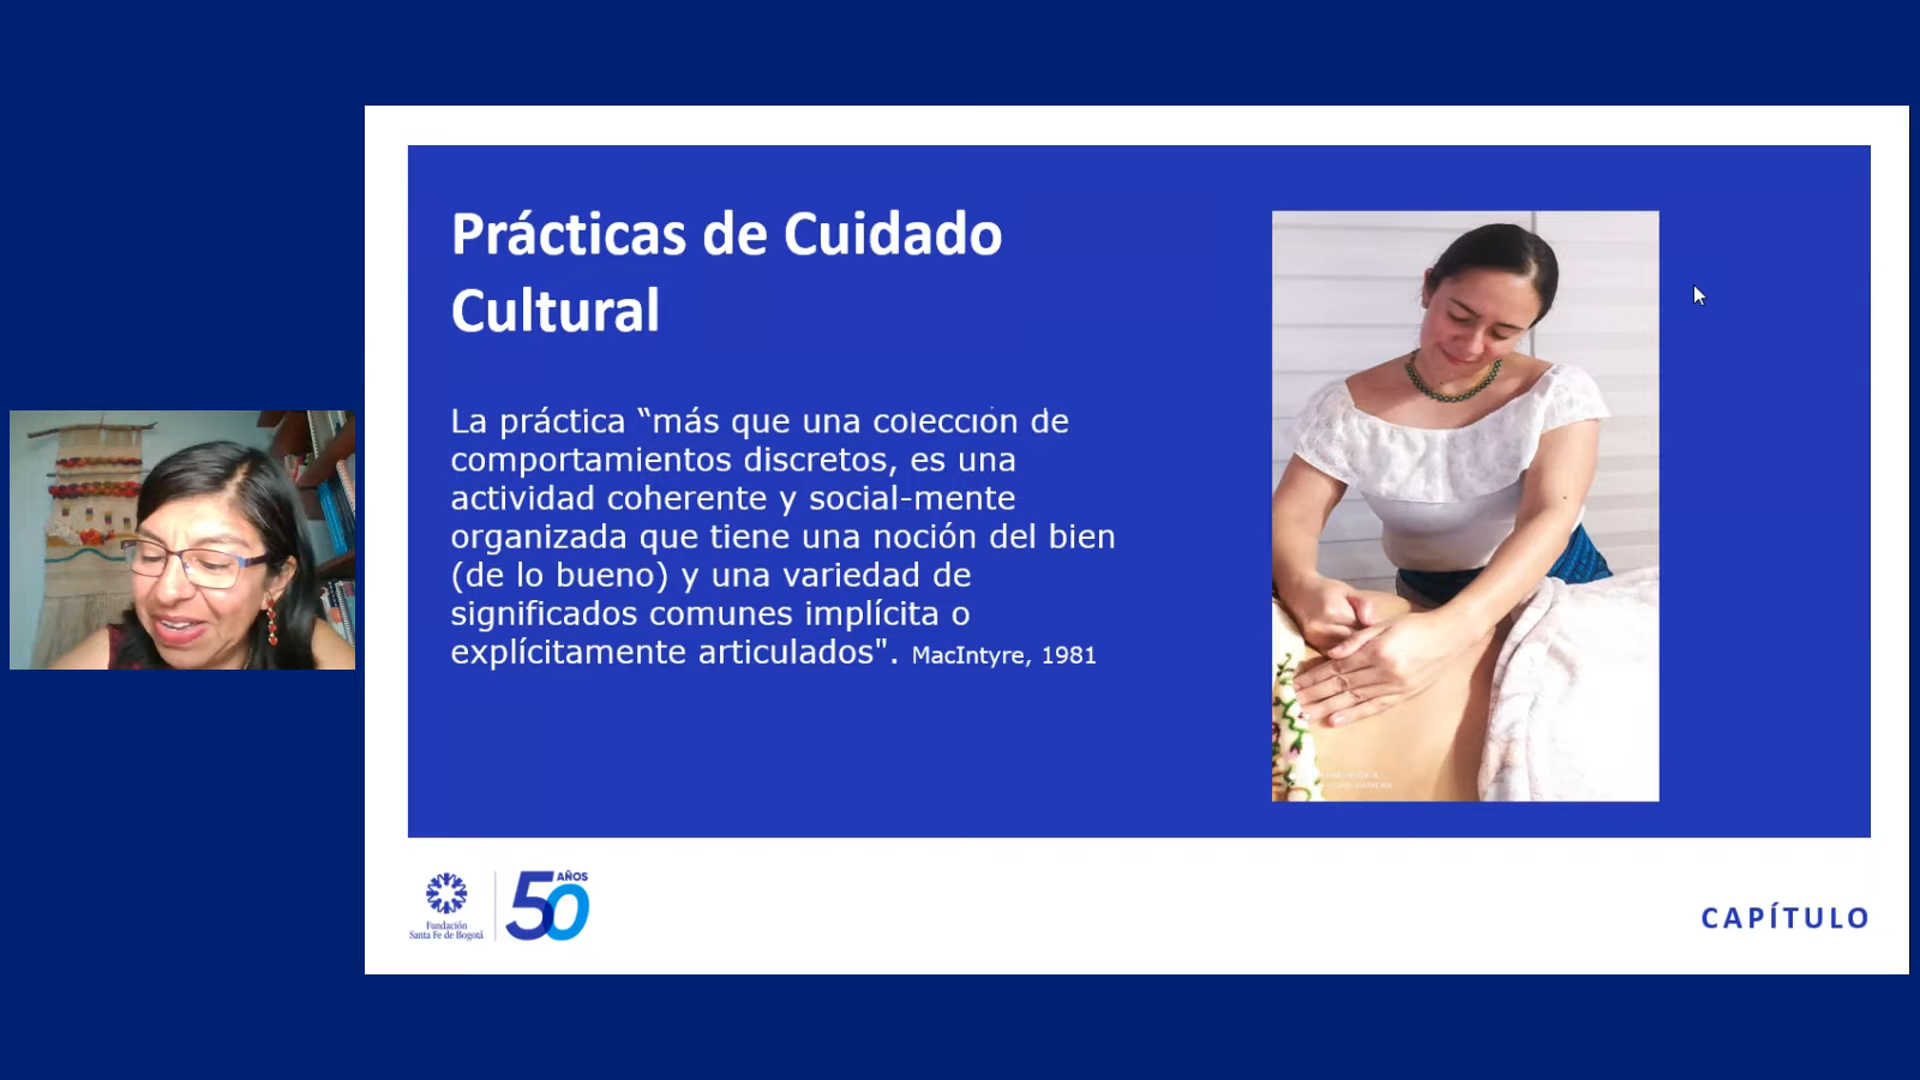 Prácticas de Cuidado
Cultural
La práctica “más que una colección de
comportamientos discretos, es una
actividad coherente y social-mente
organizada que tiene una noción del bien
(de lo bueno) y una variedad de
significados comunes implícita o
explícitamente articulados". MacIntyre, 1981
50 AÑOS
Fundación
Santa Fe de Bogotá
CAPÍTULO